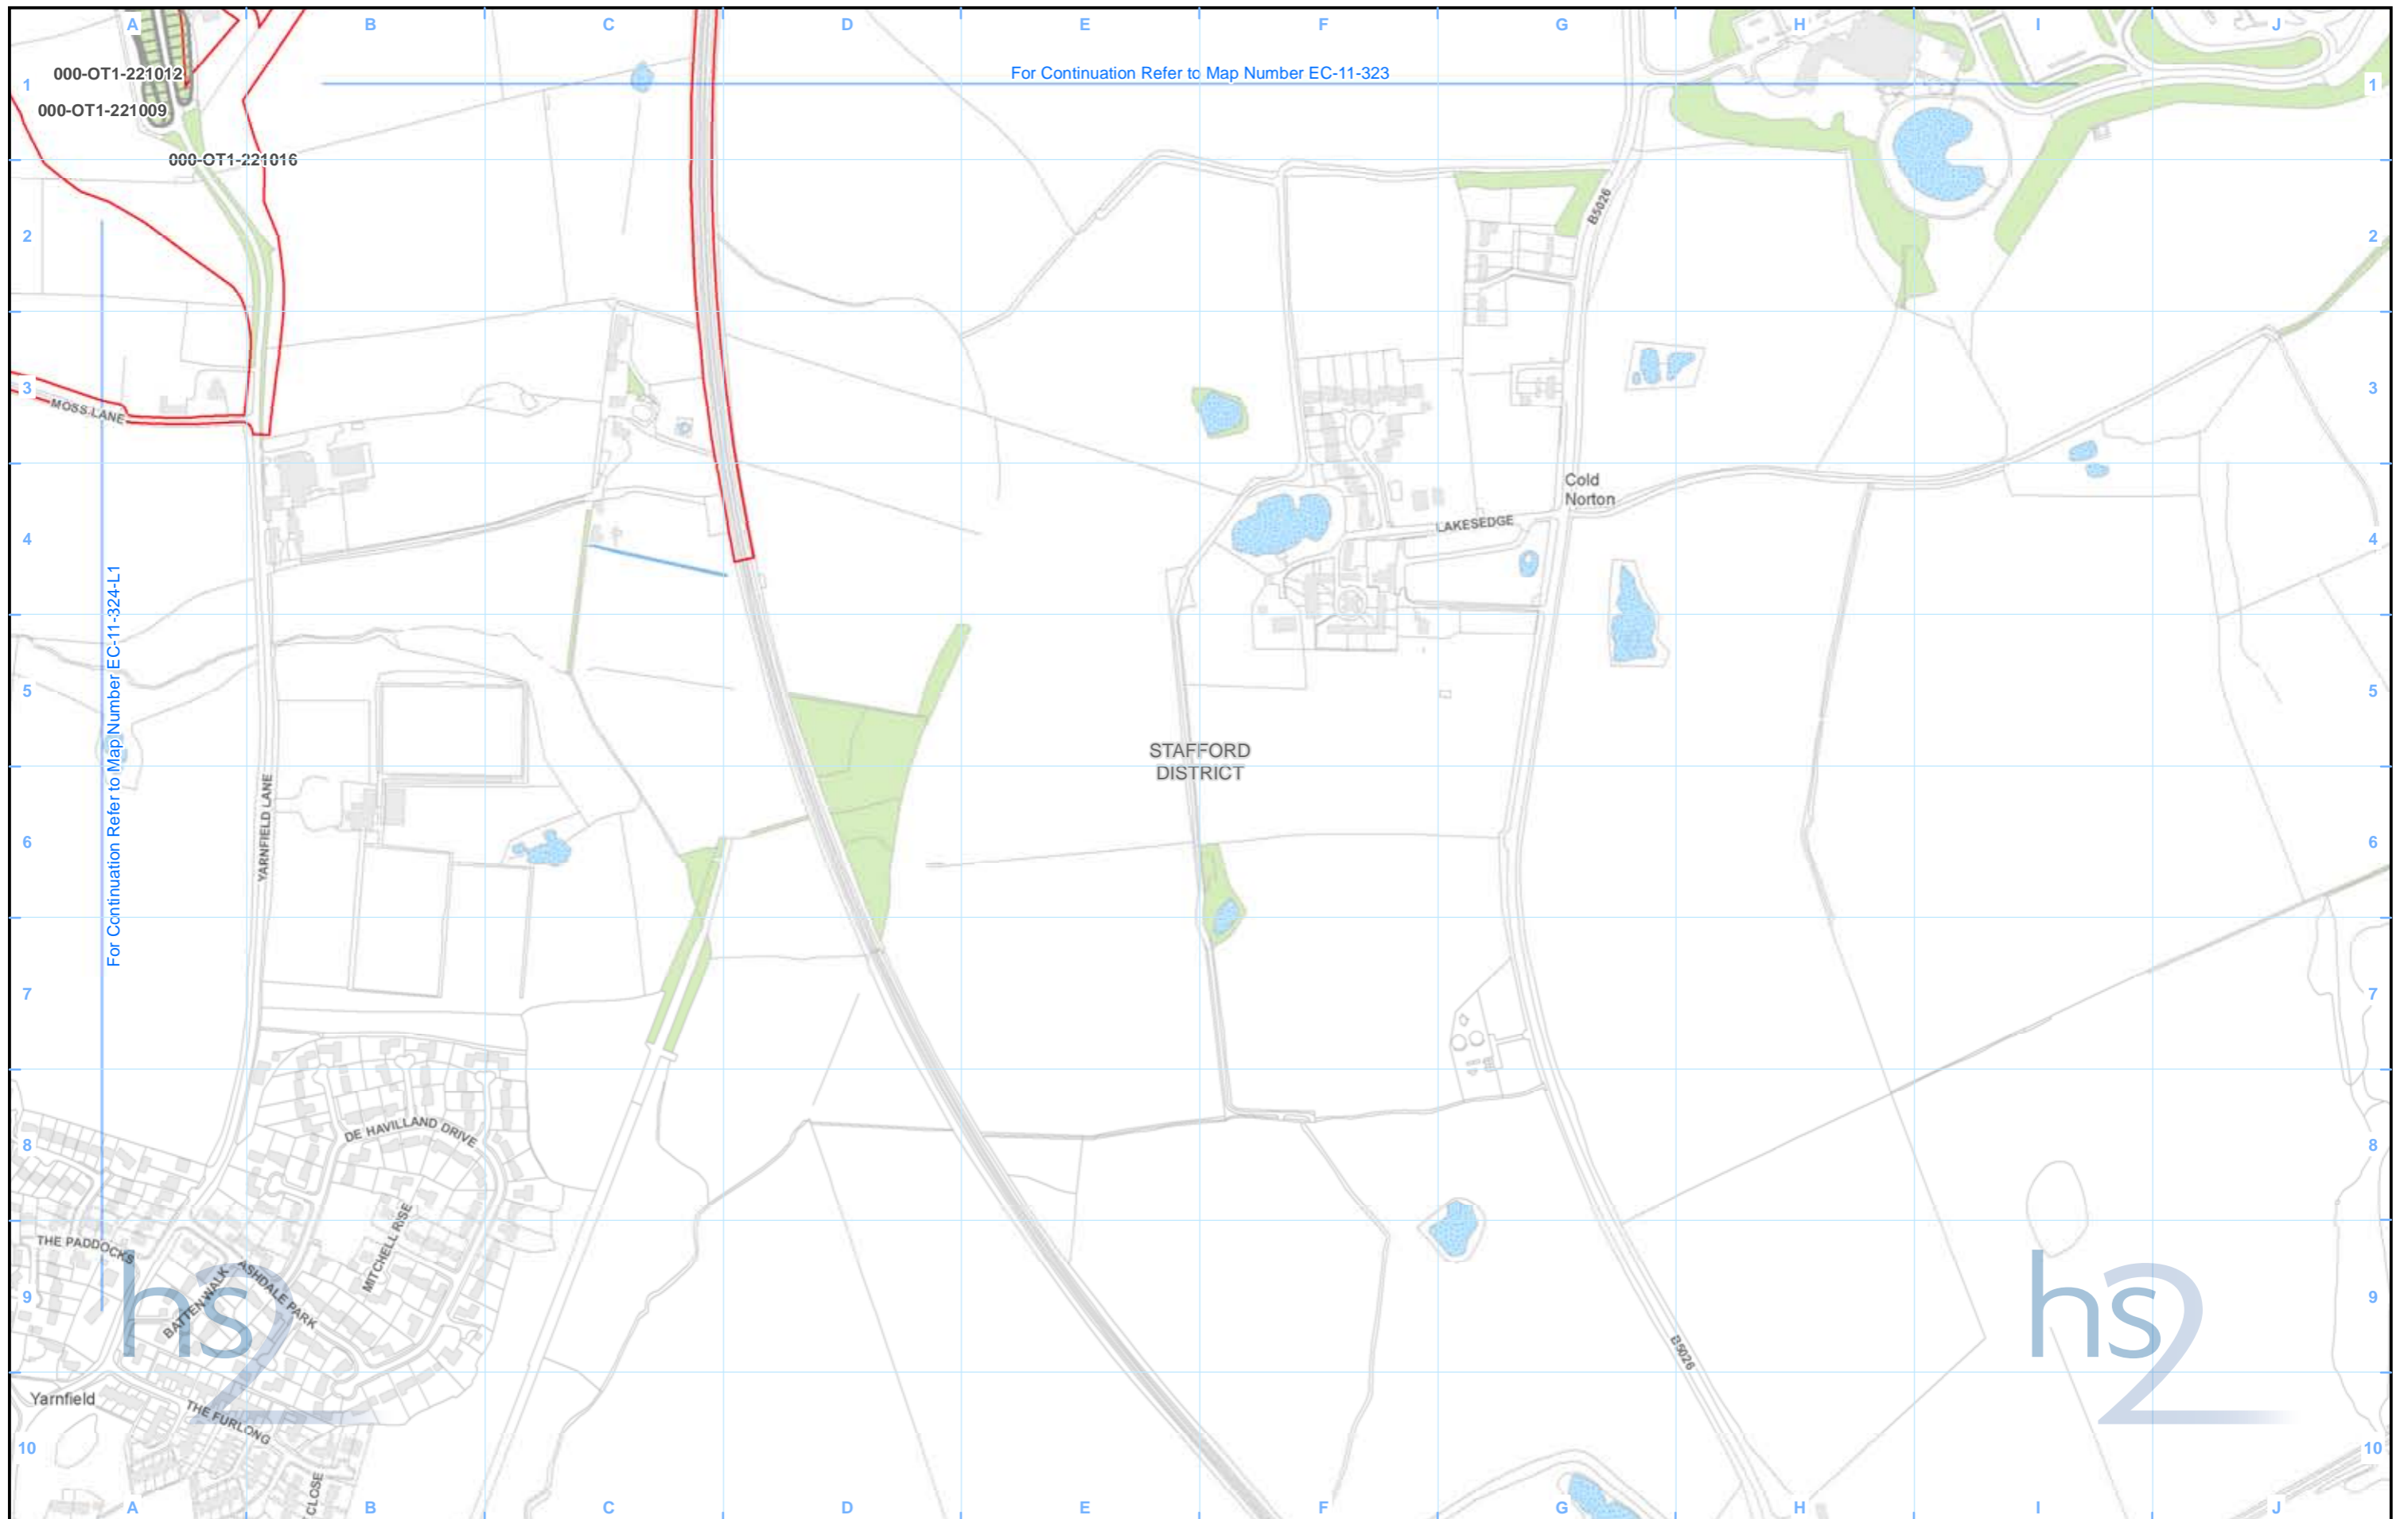 A B C D E F G H I J
000-OT1-221012
1
For Continuation Refer to Map Number EC-11-323
1
000-OT1-221009
000-OT1-221016
B5026
2
2
3
MOSS LANE
3
Cold
Norton
LAKESEDGE
4
4
For Continuation Refer to Map Number EC-11-324-L1
5
5
STAFFORD
DISTRICT
YARNFIELD LANE
6
6
7
7
DE HAVILLAND DRIVE
8
8
MITCHELL RISE
THE PADDOCKS
ASHDALE PARK
BATTEN WALK
hs2
hs2
9
9
B5026
Yarnfield
THE FURLONG
10
10
CLOSE
A B C D E F G H I J